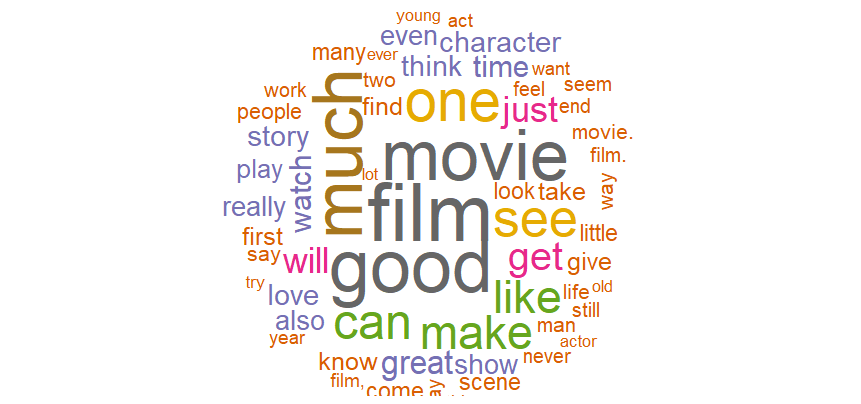 young act
even character
many ever think time want
two feel seem
work find one just end
people much movie.
story movie film.
play watch lot look take way
really film see little
first
say will good get give
try love like life old
also can make man still
year actor
know great show never
film, come scene